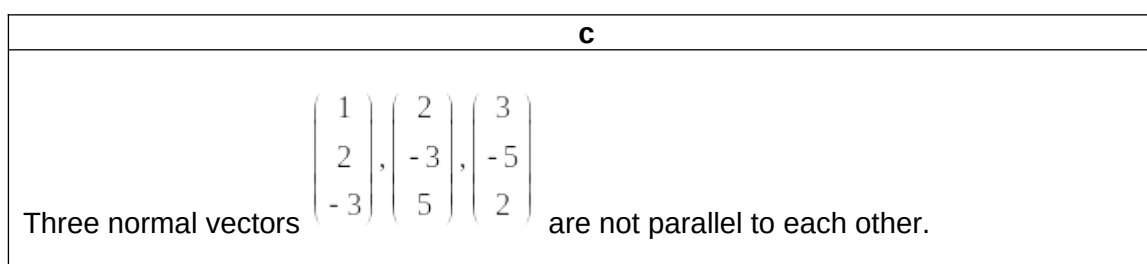 c
Three normal vectors (1 2 -3), (2 -3 5), (3 -5 2) are not parallel to each other.